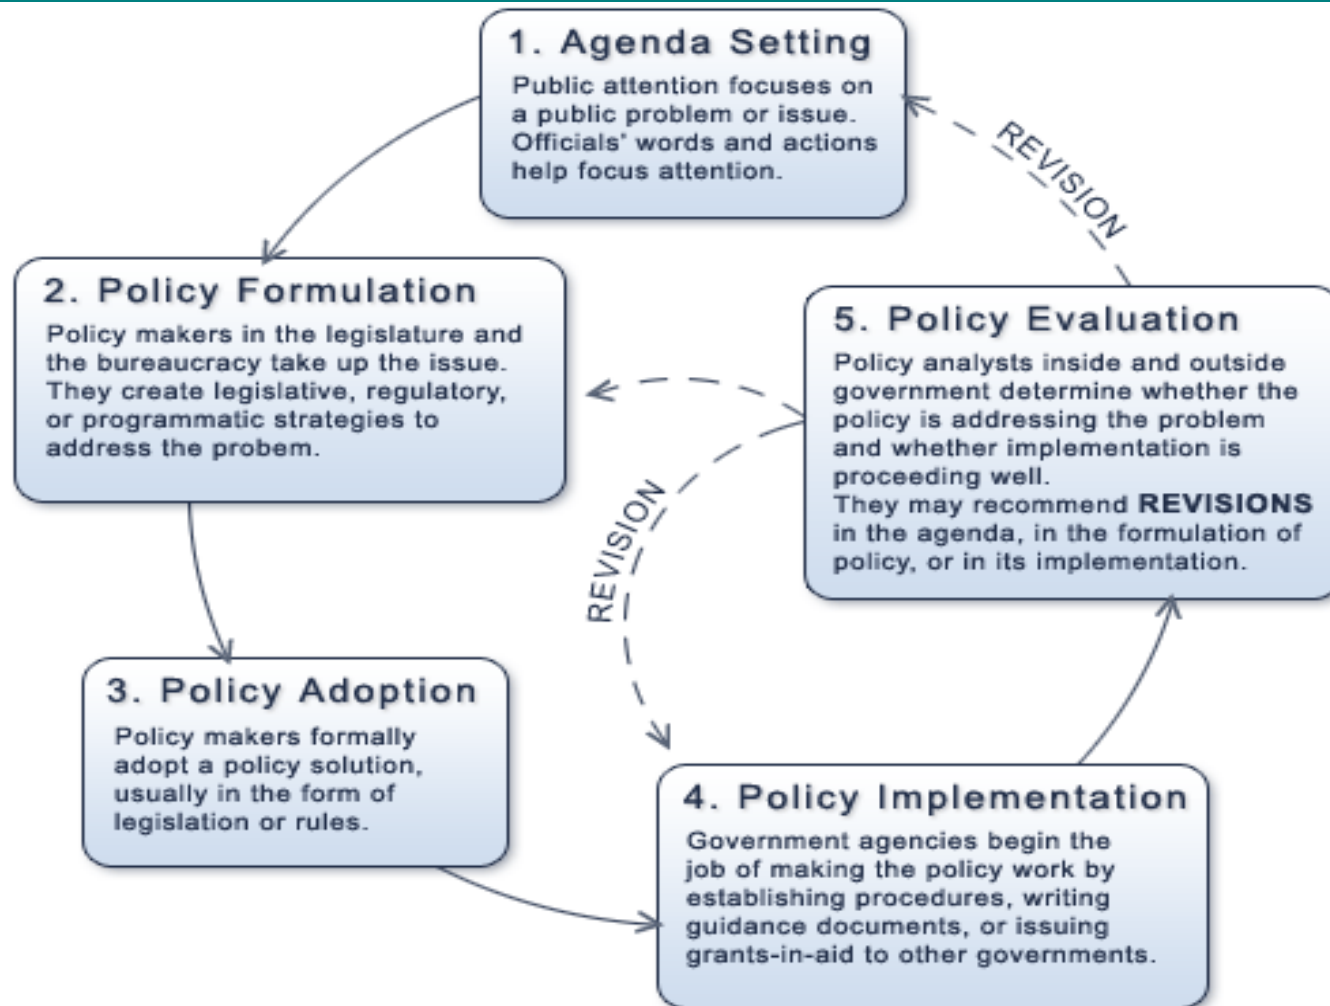 1. Agenda Setting
Public attention focuses on
a public problem or issue.
Officials' words and actions
help focus attention.
REVISION
2. Policy Formulation
Policy makers in the legislature and
the bureaucracy take up the issue.
They create legislative, regulatory,
or programmatic strategies to
address the probem.
5. Policy Evaluation
Policy analysts inside and outside
government determine whether the
policy is addressing the problem
and whether implementation is
proceeding well.
They may recommend REVISIONS
in the agenda, in the formulation of
policy, or in its implementation.
REVISION
3. Policy Adoption
Policy makers formally
adopt a policy solution,
usually in the form of
legislation or rules.
4. Policy Implementation
Government agencies begin the
job of making the policy work by
establishing procedures, writing
guidance documents, or issuing
grants-in-aid to other governments.